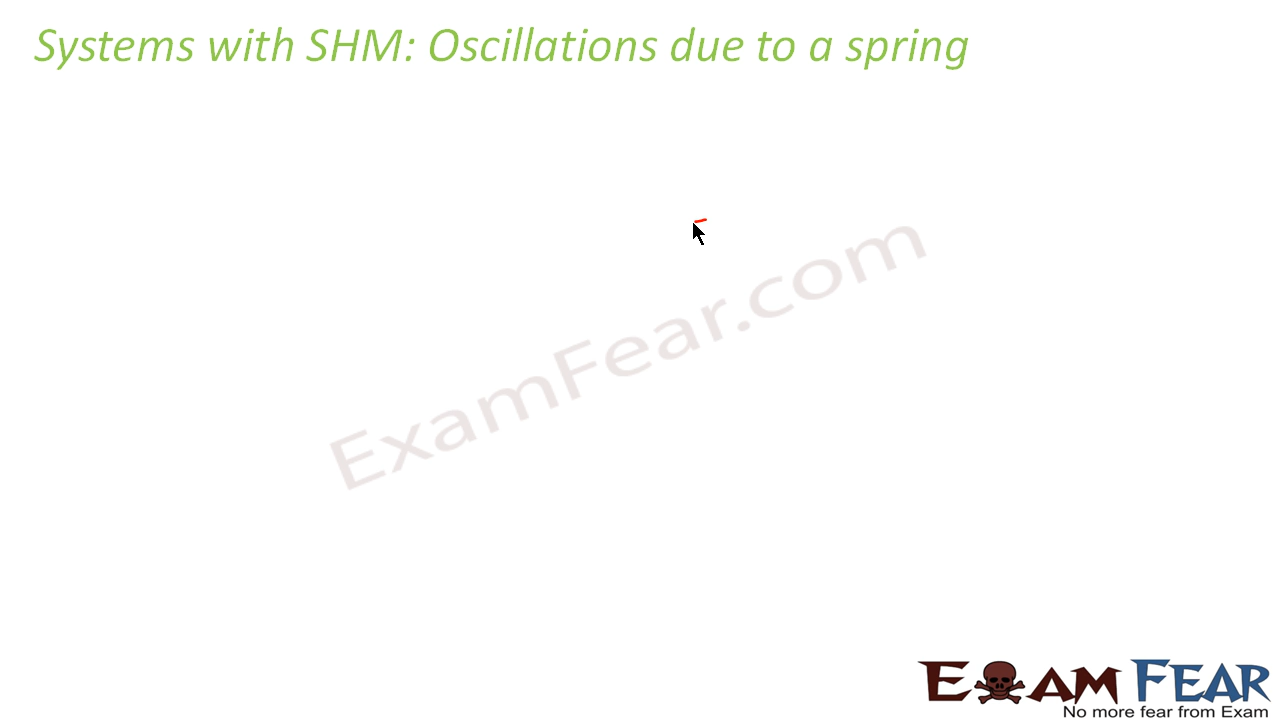 Systems with SHM: Oscillations due to a spring
ExamFear.com
EXAM FEAR
No more fear from Exam